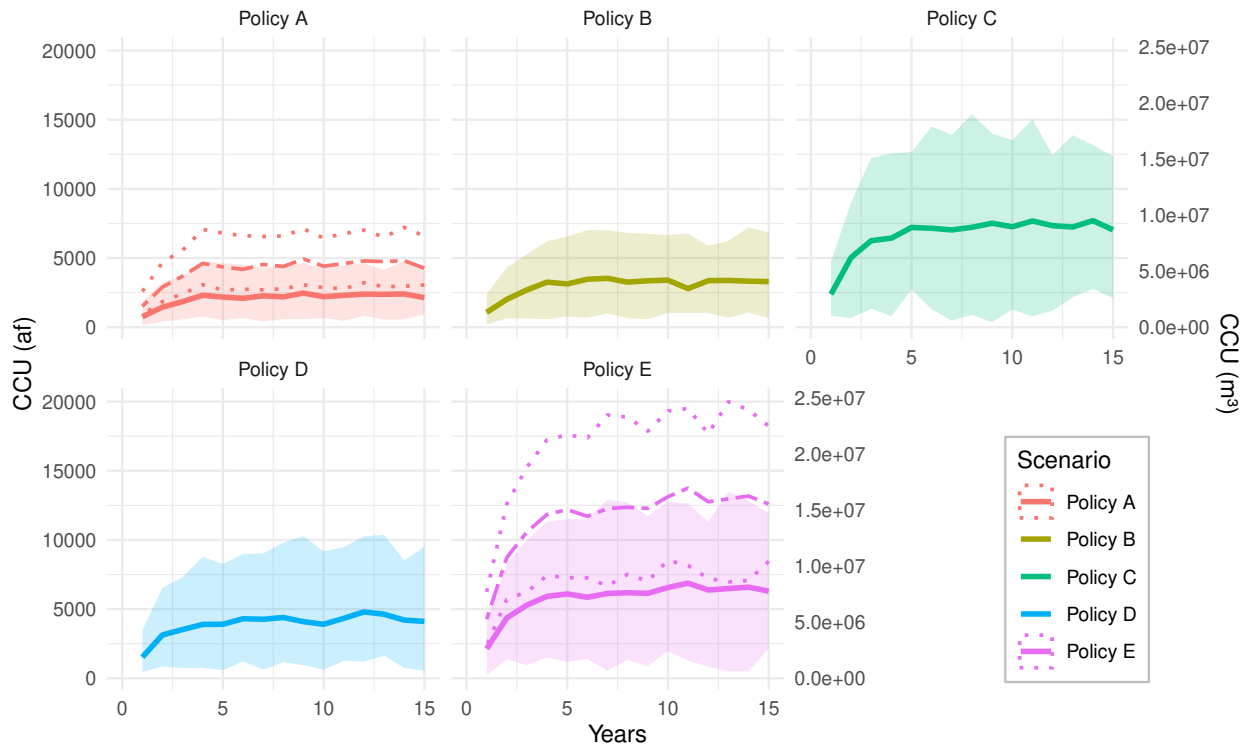 Policy A
Policy B
Policy C
20000
15000
10000
5000
0
2.5e+07
2.0e+07
1.5e+07
1.0e+07
5.0e+06
0.0e+00
0
5
10
15
CCU (af)
CCU (m³)
Policy D
Policy E
20000
15000
10000
5000
0
2.5e+07
2.0e+07
1.5e+07
1.0e+07
5.0e+06
0.0e+00
0
5
10
15
0
5
10
15
Years
Scenario
Policy A
Policy B
Policy C
Policy D
Policy E